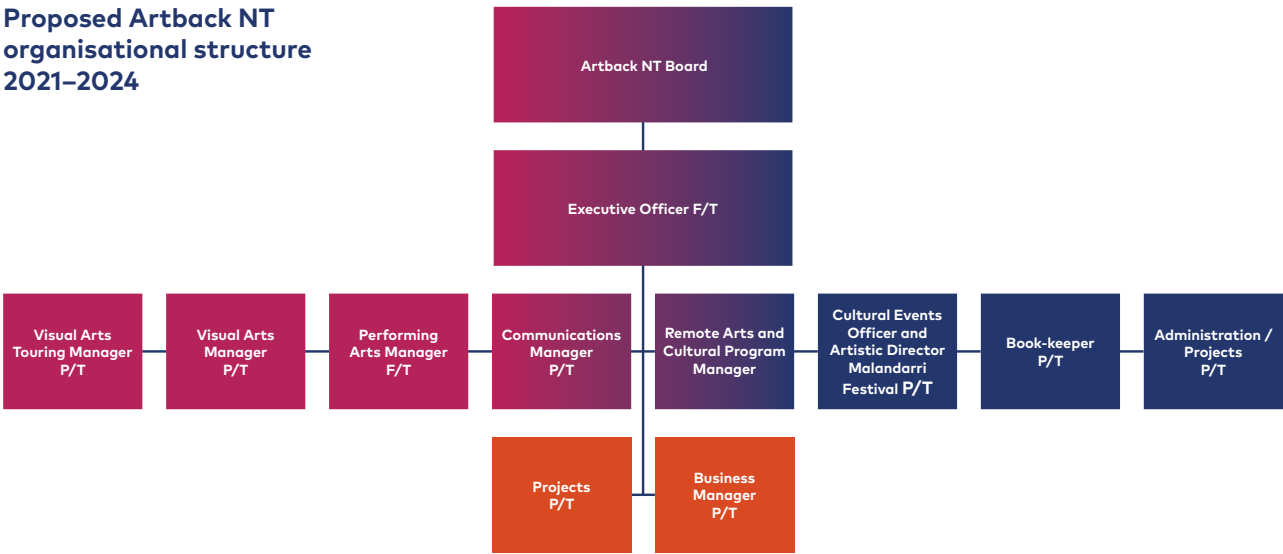 Proposed Artback NT
organisational structure
2021–2024
Artback NT Board
Executive Officer F/T
Visual Arts
Touring Manager
P/T
Visual Arts
Manager
P/T
Performing
Arts Manager
F/T
Communications
Manager
P/T
Remote Arts and
Cultural Program
Manager
Cultural Events
Officer and
Artistic Director
Malandarri
Festival P/T
Book-keeper
P/T
Administration /
Projects
P/T
Projects
P/T
Business
Manager
P/T